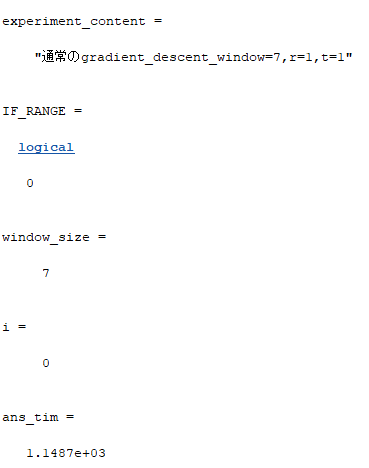 experiment_content =
"通常のgradient_descent_window=7,r=1,t=1"
IF_RANGE =
logical
0
window_size =
7
i =
0
ans_tim =
1.1487e+03